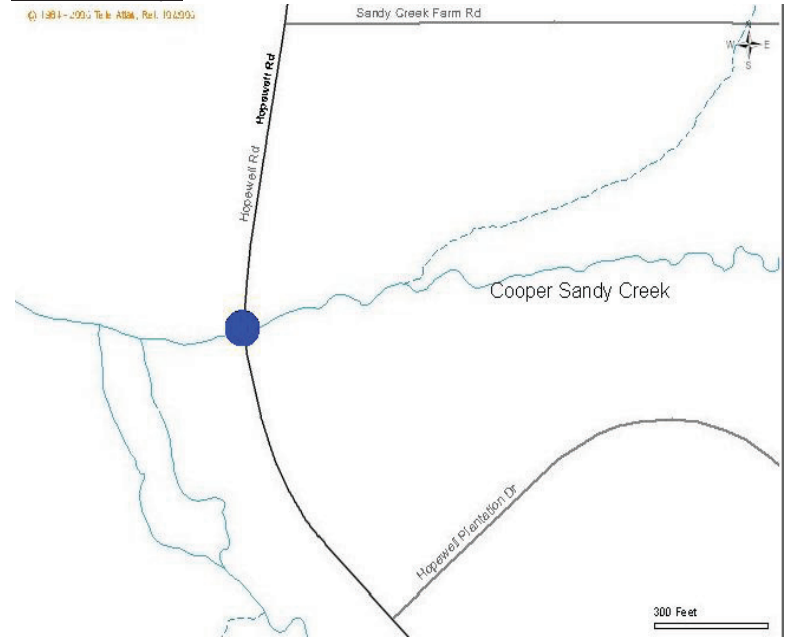 Sandy Creek Farm Rd
W E
S
Hopewell Rd
Hopewell Rd
Cooper Sandy Creek
Hopewell Plantation Dr
300 Feet